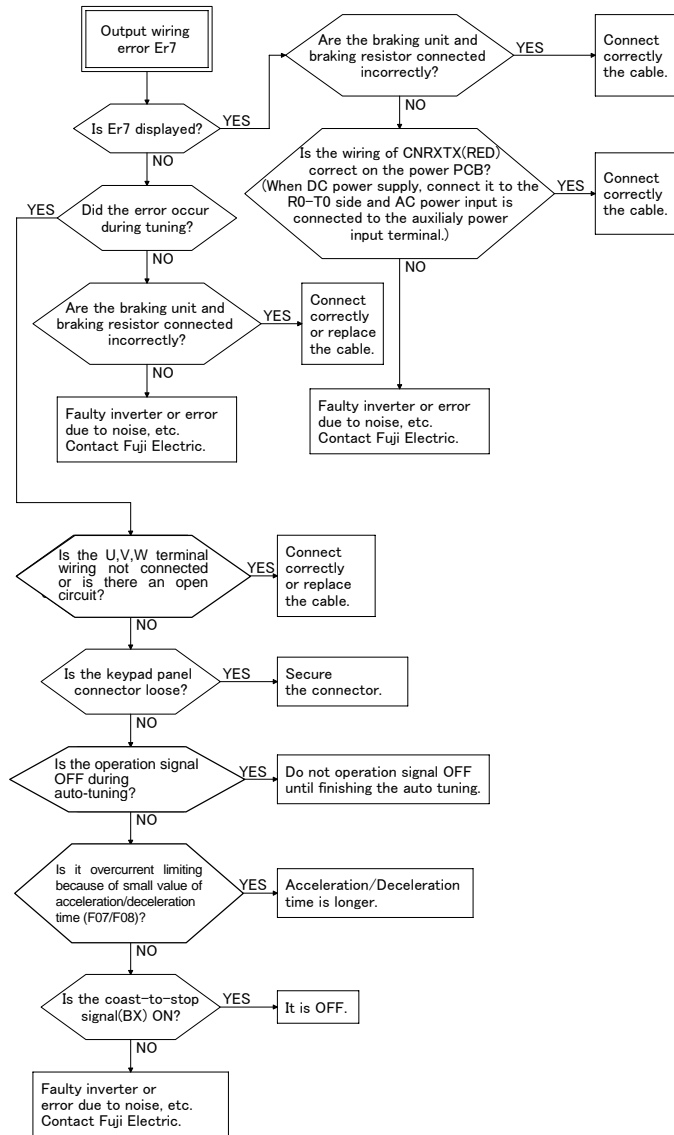 Output wiring
error Er7
Is Er7 displayed?
YES
NO
Are the braking unit and
braking resistor connected
incorrectly?
YES
Connect
correctly
the cable.
NO
Is the wiring of CNRXTX(RED)
correct on the power PCB?
(When DC power supply, connect it to the
R0-T0 side and AC power input is
connected to the auxilialy power
input terminal.)
YES
Connect
correctly
the cable.
NO
Faulty inverter or error
due to noise, etc.
Contact Fuji Electric.
YES
Did the error occur
during tuning?
NO
Are the braking unit and
braking resistor connected
incorrectly?
YES
Connect
correctly
or replace
the cable.
NO
Faulty inverter or error
due to noise, etc.
Contact Fuji Electric.
Is the U,V,W terminal
wiring not connected
or is there an open
circuit?
YES
Connect
correctly
or replace
the cable.
NO
Is the keypad panel
connector loose?
YES
Secure
the connector.
NO
Is the operation signal
OFF during
auto-tuning?
YES
Do not operation signal OFF
until finishing the auto tuning.
NO
Is it overcurrent limiting
because of small value of
acceleration/deceleration
time (F07/F08)?
YES
Acceleration/Deceleration
time is longer.
NO
Is the coast-to-stop
signal(BX) ON?
YES
It is OFF.
NO
Faulty inverter or
error due to noise, etc.
Contact Fuji Electric.